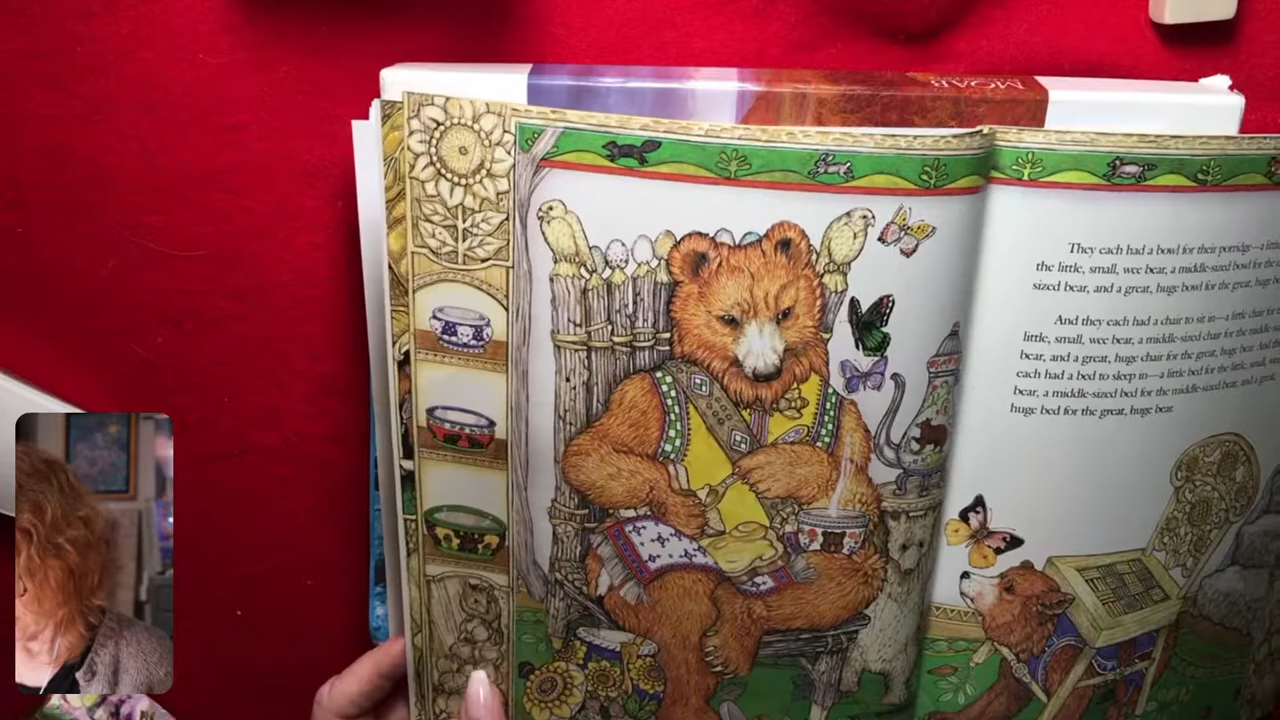 MOAB
They each had a bowl for their porridge—a little
the little, small, wee bear, a middle-sized bowl for the
sized bear, and a great, huge bowl for the great, huge
And they each had a chair to sit in—a little chair for
little, small, wee bear, a middle-sized chair for the
bear, and a great, huge chair for the great, huge bear. And
each had a bed to sleep in—a little bed for the little, small,
bear, a middle-sized bed for the middle-sized bear, and a great,
huge bed for the great, huge bear.